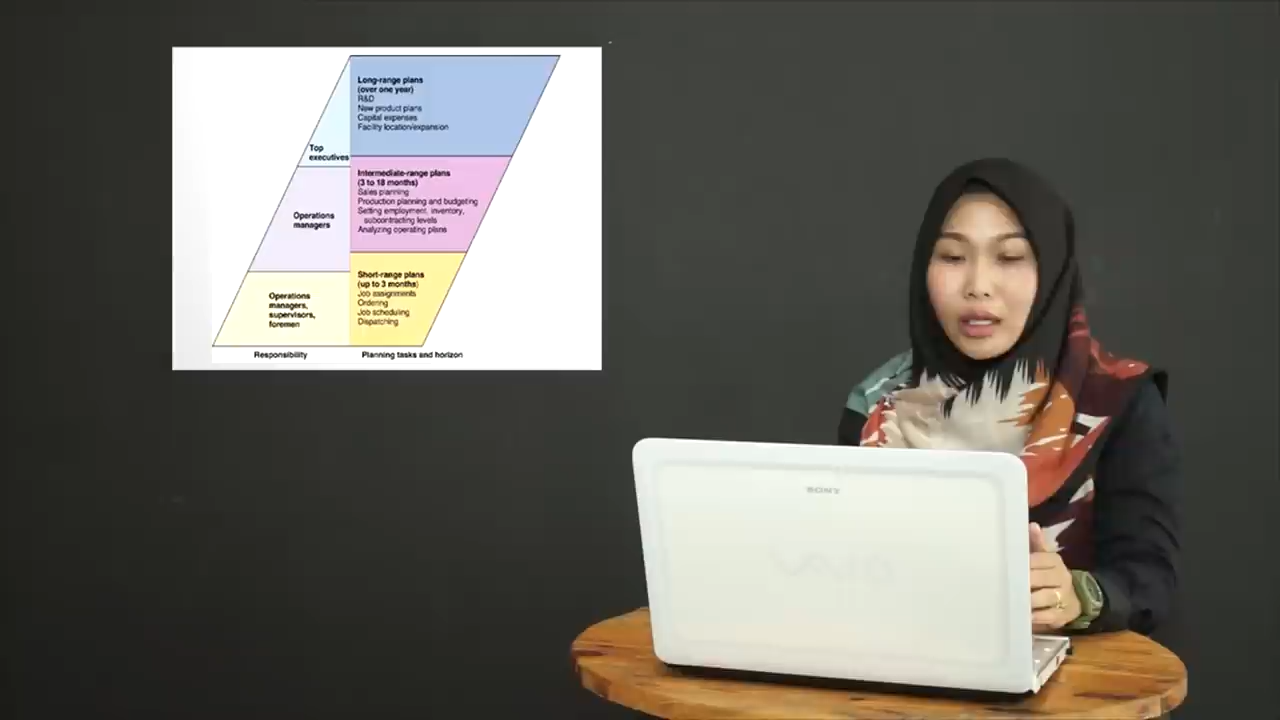 Long-range plans
(over one year)
R&D
New product plans
Capital expenses
Facility location/expansion
Top
executives
Intermediate-range plans
(3 to 18 months)
Sales planning
Production planning and budgeting
Setting employment, inventory,
subcontracting levels
Analyzing operating plans
Operations
managers
Short-range plans
(up to 3 months)
Job assignments
Ordering
Job scheduling
Dispatching
Operations
managers,
supervisors,
foremen
Responsibility
Planning tasks and horizon
SONY
VAIO